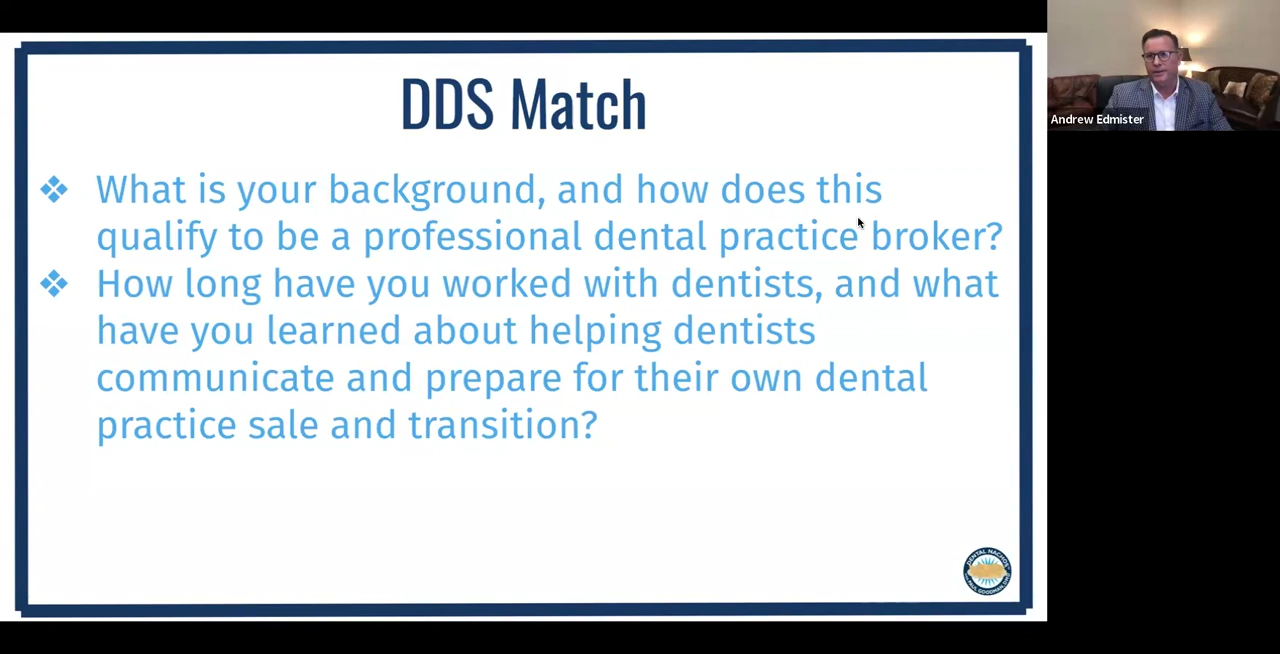 DDS Match
❖ What is your background, and how does this
qualify to be a professional dental practice broker?
❖ How long have you worked with dentists, and what
have you learned about helping dentists
communicate and prepare for their own dental
practice sale and transition?
Andrew Edmister
DENTAL NACHOS